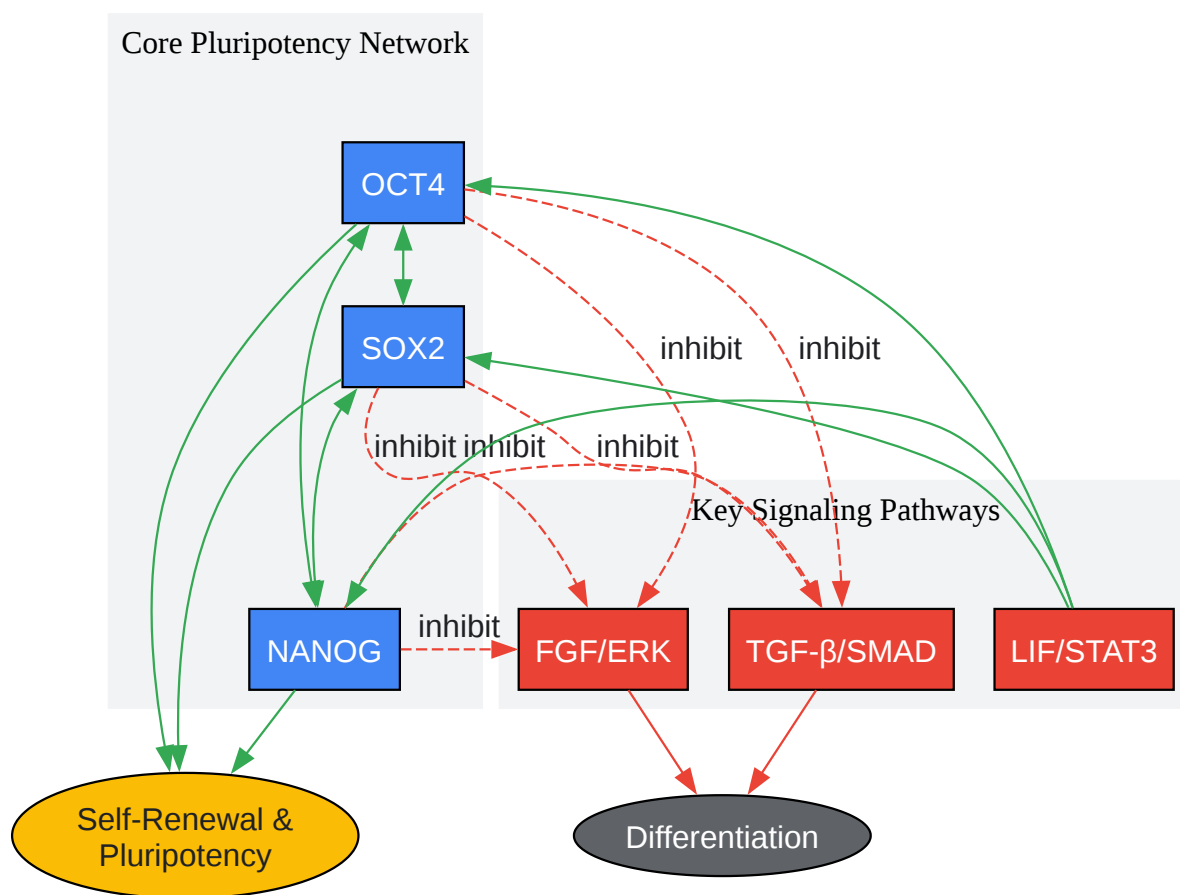 Core Pluripotency Network
OCT4
SOX2
inhibit
inhibit
inhibit
inhibit
inhibit
Key Signaling Pathways
inhibit
NANOG
FGF/ERK
TGF-β/SMAD
LIF/STAT3
Self-Renewal &
Pluripotency
Differentiation